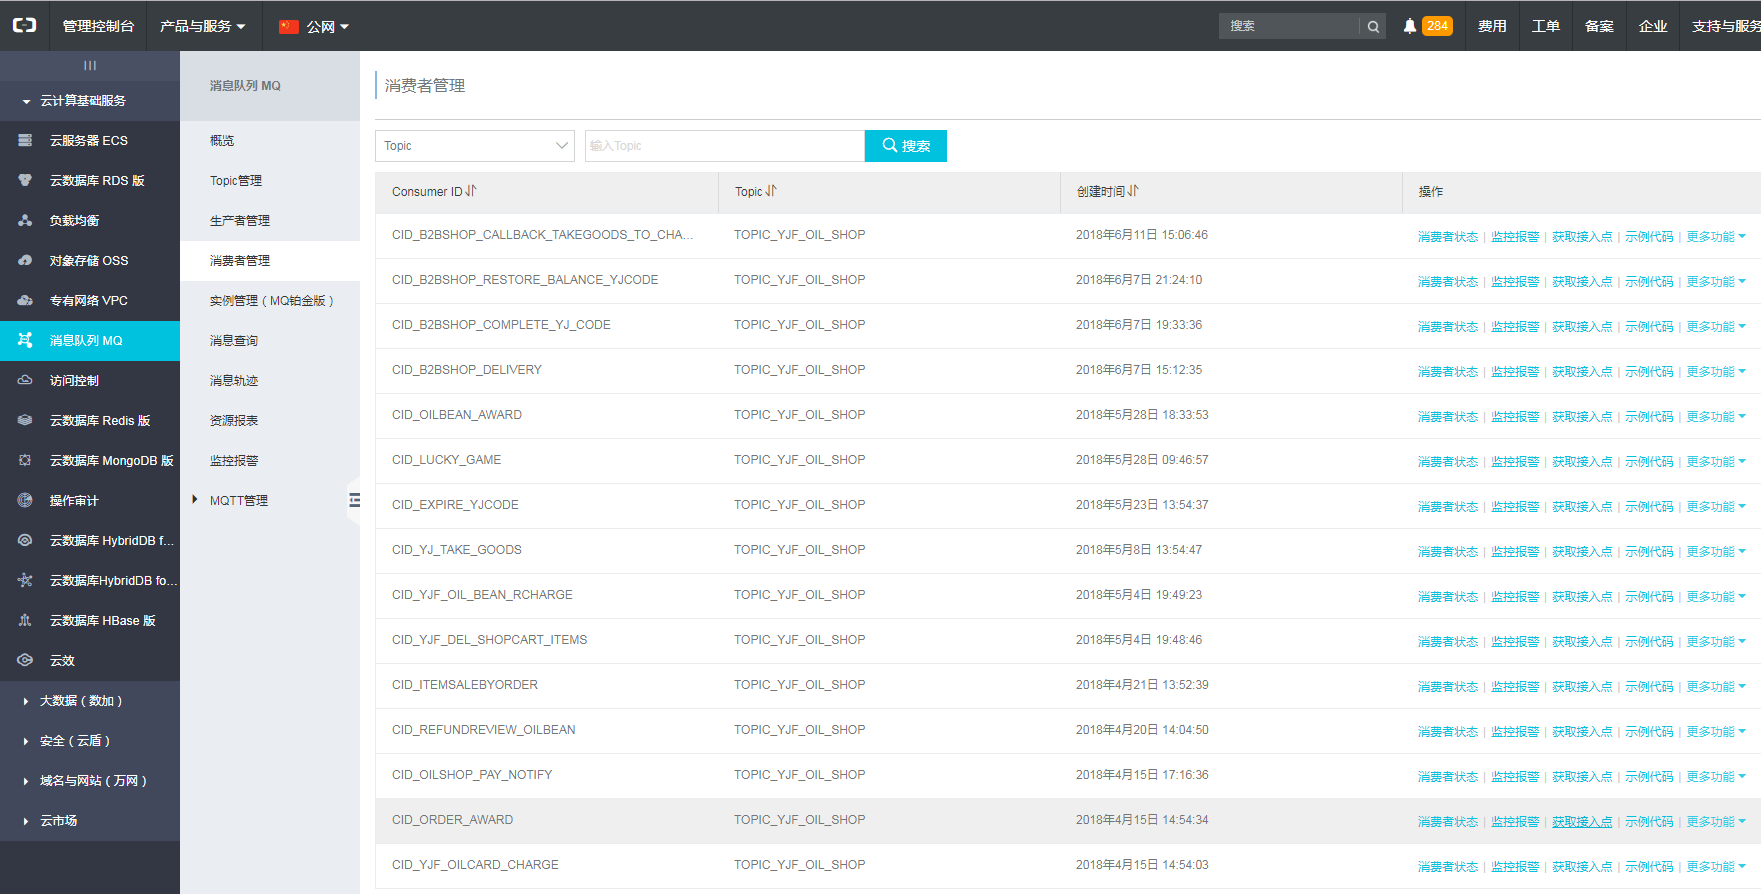 管理控制台 产品与服务 公网 搜索 284 费用 工单 备案 企业 支持与服务
云计算基础服务
云服务器 ECS
云数据库 RDS 版
负载均衡
对象存储 OSS
专有网络 VPC
消息队列 MQ
访问控制
云数据库 Redis 版
云数据库 MongoDB 版
操作审计
云数据库 HybridDB f...
云数据库HybridDB fo...
云数据库 HBase 版
云效
大数据（数加）
安全（云盾）
域名与网站（万网）
云市场
消息队列 MQ
概览
Topic管理
生产者管理
消费者管理
实例管理（MQ铂金版）
消息查询
消息轨迹
资源报表
监控报警
MQTT管理
消费者管理
Topic 输入Topic 搜索
Consumer ID Topic 创建时间 操作
CID_B2BSHOP_CALLBACK_TAKEGOODS_TO_CHA... TOPIC_YJF_OIL_SHOP 2018年6月11日 15:06:46 消费者状态 | 监控报警 | 获取接入点 | 示例代码 | 更多功能
CID_B2BSHOP_RESTORE_BALANCE_YJCODE TOPIC_YJF_OIL_SHOP 2018年6月7日 21:24:10 消费者状态 | 监控报警 | 获取接入点 | 示例代码 | 更多功能
CID_B2BSHOP_COMPLETE_YJ_CODE TOPIC_YJF_OIL_SHOP 2018年6月7日 19:33:36 消费者状态 | 监控报警 | 获取接入点 | 示例代码 | 更多功能
CID_B2BSHOP_DELIVERY TOPIC_YJF_OIL_SHOP 2018年6月7日 15:12:35 消费者状态 | 监控报警 | 获取接入点 | 示例代码 | 更多功能
CID_OILBEAN_AWARD TOPIC_YJF_OIL_SHOP 2018年5月28日 18:33:53 消费者状态 | 监控报警 | 获取接入点 | 示例代码 | 更多功能
CID_LUCKY_GAME TOPIC_YJF_OIL_SHOP 2018年5月28日 09:46:57 消费者状态 | 监控报警 | 获取接入点 | 示例代码 | 更多功能
CID_EXPIRE_YJCODE TOPIC_YJF_OIL_SHOP 2018年5月23日 13:54:37 消费者状态 | 监控报警 | 获取接入点 | 示例代码 | 更多功能
CID_YJ_TAKE_GOODS TOPIC_YJF_OIL_SHOP 2018年5月8日 13:54:47 消费者状态 | 监控报警 | 获取接入点 | 示例代码 | 更多功能
CID_YJF_OIL_BEAN_RCHARGE TOPIC_YJF_OIL_SHOP 2018年5月4日 19:49:23 消费者状态 | 监控报警 | 获取接入点 | 示例代码 | 更多功能
CID_YJF_DEL_SHOPCART_ITEMS TOPIC_YJF_OIL_SHOP 2018年5月4日 19:48:46 消费者状态 | 监控报警 | 获取接入点 | 示例代码 | 更多功能
CID_ITEMSALEBYORDER TOPIC_YJF_OIL_SHOP 2018年4月21日 13:52:39 消费者状态 | 监控报警 | 获取接入点 | 示例代码 | 更多功能
CID_REFUNDREVIEW_OILBEAN TOPIC_YJF_OIL_SHOP 2018年4月20日 14:04:50 消费者状态 | 监控报警 | 获取接入点 | 示例代码 | 更多功能
CID_OILSHOP_PAY_NOTIFY TOPIC_YJF_OIL_SHOP 2018年4月15日 17:16:36 消费者状态 | 监控报警 | 获取接入点 | 示例代码 | 更多功能
CID_ORDER_AWARD TOPIC_YJF_OIL_SHOP 2018年4月15日 14:54:34 消费者状态 | 监控报警 | 获取接入点 | 示例代码 | 更多功能
CID_YJF_OILCARD_CHARGE TOPIC_YJF_OIL_SHOP 2018年4月15日 14:54:03 消费者状态 | 监控报警 | 获取接入点 | 示例代码 | 更多功能